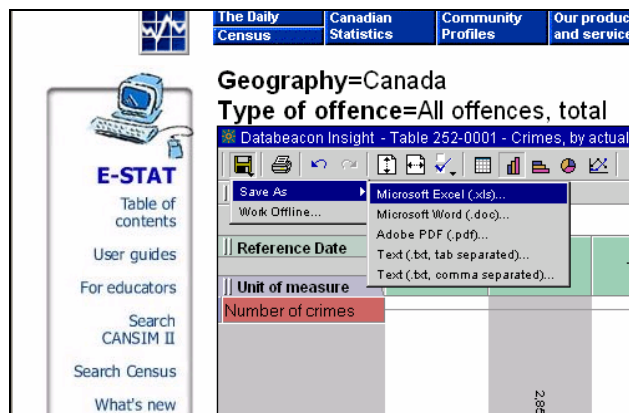 The Daily
Canadian
Community
Our produc
Census
Statistics
Profiles
and service
Geography=Canada
Type of offence=All offences, total
Databeacon Insight - Table 252-0001 - Crimes, by actual
E-STAT
Table of
contents
User guides
For educators
Search
CANSIM II
Search Census
What's new
Save As
Work Offline...
Microsoft Excel (.xls)...
Microsoft Word (.doc)...
Adobe PDF (.pdf)...
Text (.txt, tab separated)...
Text (.txt, comma separated)...
Reference Date
Unit of measure
Number of crimes
2,85